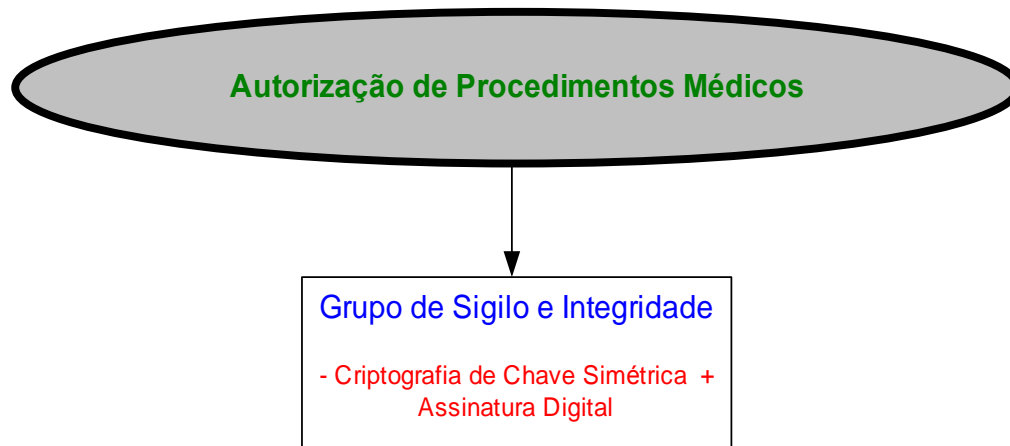 Autorização de Procedimentos Médicos
Grupo de Sigilo e Integridade
- Criptografia de Chave Simétrica +
Assinatura Digital